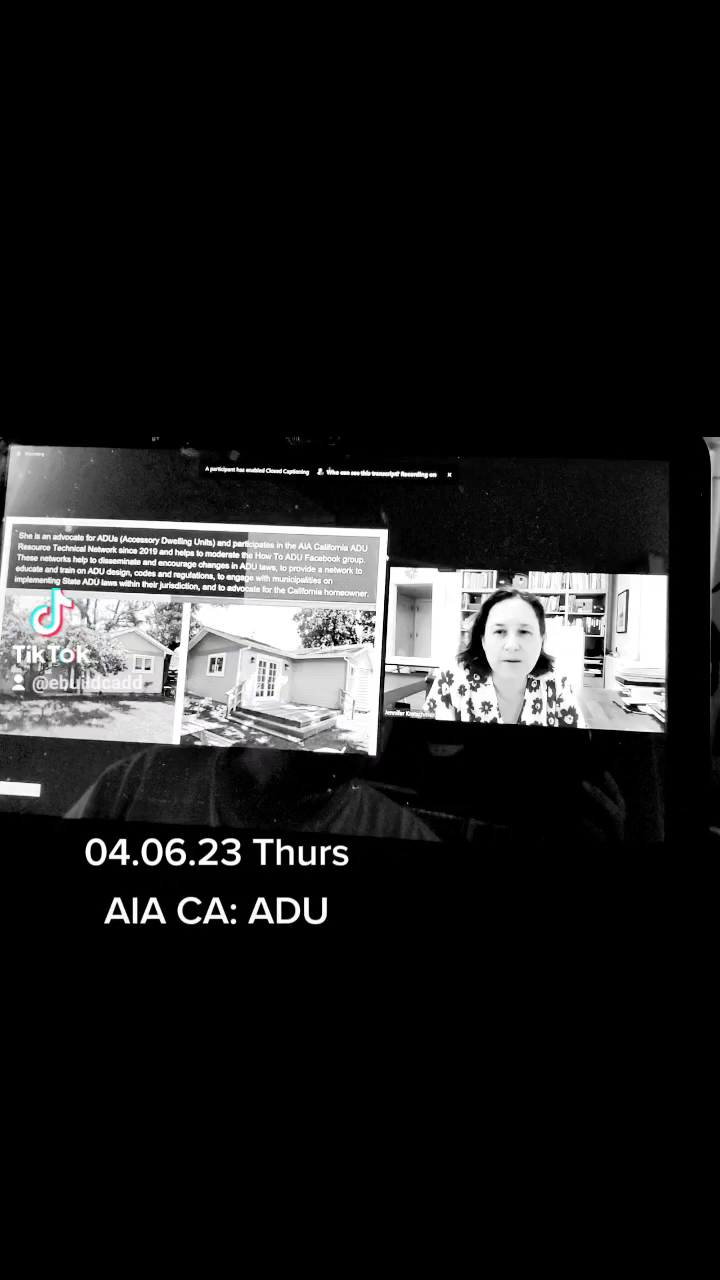 A participant has enabled Closed Captioning Who can see this transcript? Recording on
She is an advocate for ADUs (Accessory Dwelling Units) and participates in the AIA California ADU
Resource Technical Network since 2019 and helps to moderate the How To ADU Facebook group.
These networks help to disseminate and encourage changes in ADU laws, to provide a network to
educate and train on ADU design, codes and regulations, to engage with municipalities on
implementing State ADU laws within their jurisdiction, and to advocate for the California homeowner.
TikTok
@ebuildcadd
Jennifer
04.06.23 Thurs
AIA CA: ADU